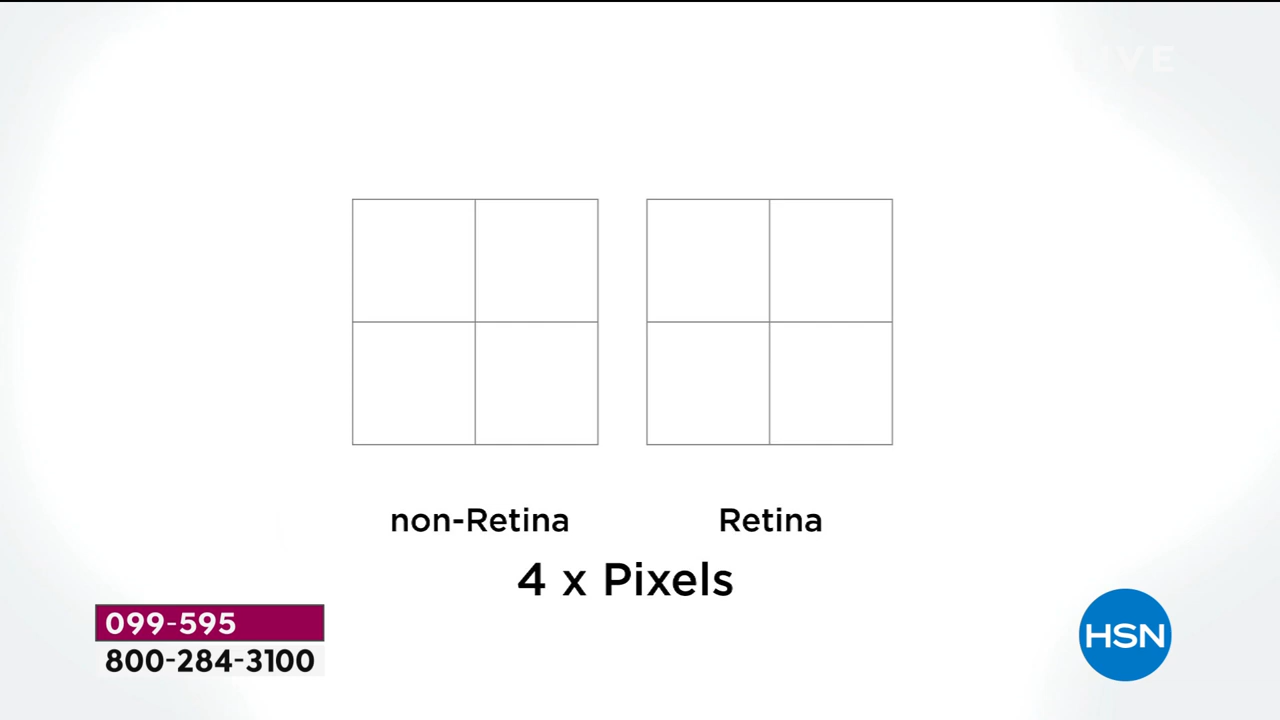 non-Retina
Retina
4 x Pixels
099-595
800-284-3100
HSN